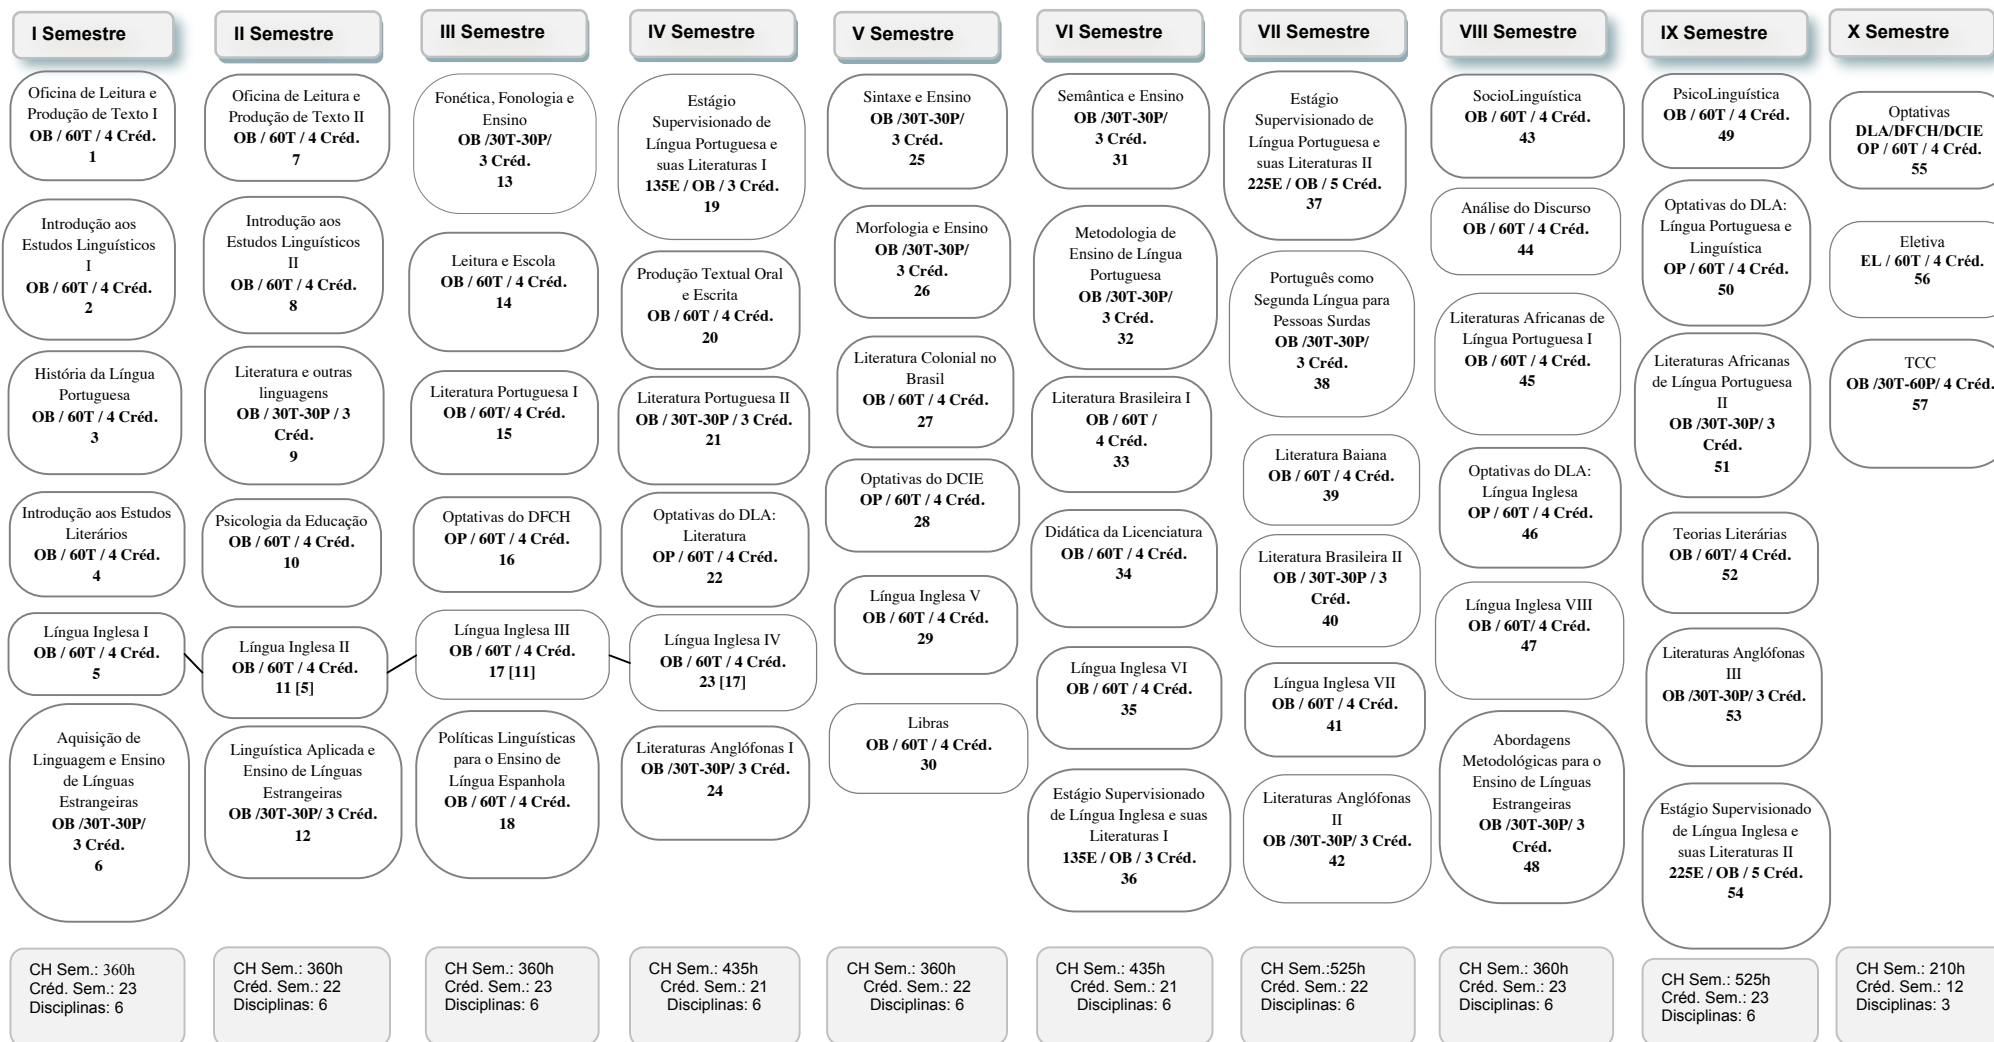 I Semestre
Oficina de Leitura e
Produção de Texto I
OB / 60T / 4 Créd.
1
Introdução aos
Estudos Linguísticos
I
OB / 60T / 4 Créd.
2
História da Língua
Portuguesa
OB / 60T / 4 Créd.
3
Introdução aos Estudos
Literários
OB / 60T / 4 Créd.
4
Língua Inglesa I
OB / 60T / 4 Créd.
5
Aquisição de
Linguagem e Ensino
de Línguas
Estrangeiras
OB /30T-30P/
3 Créd.
6
CH Sem.: 360h
Créd. Sem.: 23
Disciplinas: 6
II Semestre
Oficina de Leitura e
Produção de Texto II
OB / 60T / 4 Créd.
7
Introdução aos
Estudos Linguísticos
II
OB / 60T / 4 Créd.
8
Literatura e outras
linguagens
OB / 30T-30P / 3
Créd.
9
Psicologia da Educação
OB / 60T / 4 Créd.
10
Língua Inglesa II
OB / 60T / 4 Créd.
11 [5]
Linguística Aplicada e
Ensino de Línguas
Estrangeiras
OB /30T-30P/ 3 Créd.
12
CH Sem.: 360h
Créd. Sem.: 22
Disciplinas: 6
III Semestre
Fonética, Fonologia e
Ensino
OB /30T-30P/
3 Créd.
13
Leitura e Escola
OB / 60T / 4 Créd.
14
Literatura Portuguesa I
OB / 60T/ 4 Créd.
15
Optativas do DFCH
OP / 60T / 4 Créd.
16
Língua Inglesa III
OB / 60T / 4 Créd.
17 [11]
Políticas Linguísticas
para o Ensino de
Língua Espanhola
OB / 60T / 4 Créd.
18
CH Sem.: 360h
Créd. Sem.: 23
Disciplinas: 6
IV Semestre
Estágio
Supervisionado de
Língua Portuguesa e
suas Literaturas I
135E / OB / 3 Créd.
19
Produção Textual Oral
e Escrita
OB / 60T / 4 Créd.
20
Literatura Portuguesa II
OB / 30T-30P / 3 Créd.
21
Optativas do DLA:
Literatura
OP / 60T / 4 Créd.
22
Língua Inglesa IV
OB / 60T / 4 Créd.
23 [17]
Literaturas Anglófonas I
OB /30T-30P/ 3 Créd.
24
CH Sem.: 435h
Créd. Sem.: 21
Disciplinas: 6
V Semestre
Sintaxe e Ensino
OB /30T-30P/
3 Créd.
25
Morfologia e Ensino
OB /30T-30P/
3 Créd.
26
Literatura Colonial no
Brasil
OB / 60T / 4 Créd.
27
Optativas do DCIE
OP / 60T / 4 Créd.
28
Língua Inglesa V
OB / 60T / 4 Créd.
29
Libras
OB / 60T / 4 Créd.
30
CH Sem.: 360h
Créd. Sem.: 22
Disciplinas: 6
VI Semestre
Semântica e Ensino
OB /30T-30P/
3 Créd.
31
Metodologia de
Ensino de Língua
Portuguesa
OB /30T-30P/
3 Créd.
32
Literatura Brasileira I
OB / 60T /
4 Créd.
33
Didática da Licenciatura
OB / 60T / 4 Créd.
34
Língua Inglesa VI
OB / 60T / 4 Créd.
35
Estágio Supervisionado
de Língua Inglesa e suas
Literaturas I
135E / OB / 3 Créd.
36
CH Sem.: 435h
Créd. Sem.: 21
Disciplinas: 6
VII Semestre
Estágio
Supervisionado de
Língua Portuguesa e
suas Literaturas II
225E / OB / 5 Créd.
37
Português como
Segunda Língua para
Pessoas Surdas
OB /30T-30P/
3 Créd.
38
Literatura Baiana
OB / 60T / 4 Créd.
39
Literatura Brasileira II
OB / 30T-30P / 3
Créd.
40
Língua Inglesa VII
OB / 60T / 4 Créd.
41
Literaturas Anglófonas
II
OB /30T-30P/ 3 Créd.
42
CH Sem.:525h
Créd. Sem.: 22
Disciplinas: 6
VIII Semestre
SocioLinguística
OB / 60T / 4 Créd.
43
Análise do Discurso
OB / 60T / 4 Créd.
44
Literaturas Africanas de
Língua Portuguesa I
OB / 60T / 4 Créd.
45
Optativas do DLA:
Língua Inglesa
OP / 60T / 4 Créd.
46
Língua Inglesa VIII
OB / 60T/ 4 Créd.
47
Abordagens
Metodológicas para o
Ensino de Línguas
Estrangeiras
OB /30T-30P/ 3
Créd.
48
CH Sem.: 360h
Créd. Sem.: 23
Disciplinas: 6
IX Semestre
PsicoLinguística
OB / 60T / 4 Créd.
49
Optativas do DLA:
Língua Portuguesa e
Linguística
OP / 60T / 4 Créd.
50
Literaturas Africanas
de Língua Portuguesa
II
OB /30T-30P/ 3
Créd.
51
Teorias Literárias
OB / 60T/ 4 Créd.
52
Literaturas Anglófonas
III
OB /30T-30P/ 3 Créd.
53
Estágio Supervisionado
de Língua Inglesa e
suas Literaturas II
225E / OB / 5 Créd.
54
CH Sem.: 525h
Créd. Sem.: 23
Disciplinas: 6
X Semestre
Optativas
DLA/DFCH/DCIE
OP / 60T / 4 Créd.
55
Eletiva
EL / 60T / 4 Créd.
56
TCC
OB /30T-60P/ 4 Créd.
57
CH Sem.: 210h
Créd. Sem.: 12
Disciplinas: 3